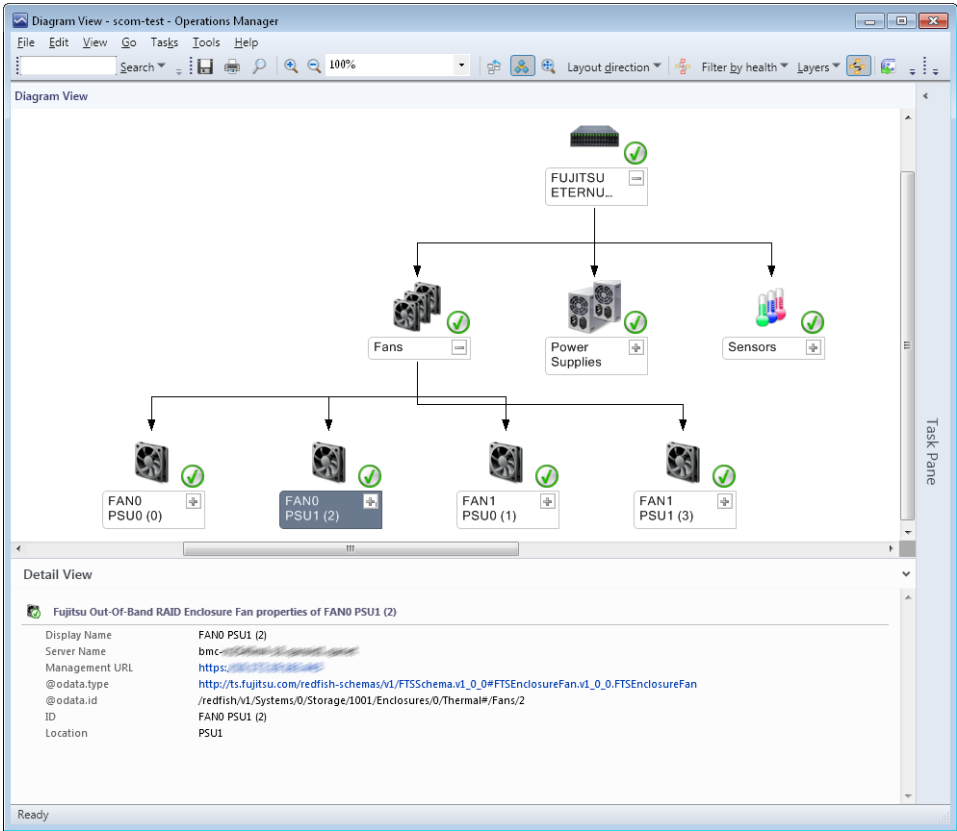 Diagram View - scom-test - Operations Manager
File Edit View Go Tasks Tools Help
Search 100% Layout direction Filter by health Layers
Diagram View
FUJITSU
ETERNU...
Fans
Power
Supplies
Sensors
FAN0
PSU0 (0)
FAN0
PSU1 (2)
FAN1
PSU0 (1)
FAN1
PSU1 (3)
Task Pane
Detail View
Fujitsu Out-Of-Band RAID Enclosure Fan properties of FAN0 PSU1 (2)
Display Name FAN0 PSU1 (2)
Server Name bmc-
Management URL https:
@odata.type http://ts.fujitsu.com/redfish-schemas/v1/FTSSchema.v1_0_0#FTSEnclosureFan.v1_0_0.FTSEnclosureFan
@odata.id /redfish/v1/Systems/0/Storage/1001/Enclosures/0/Thermal#/Fans/2
ID FAN0 PSU1 (2)
Location PSU1
Ready